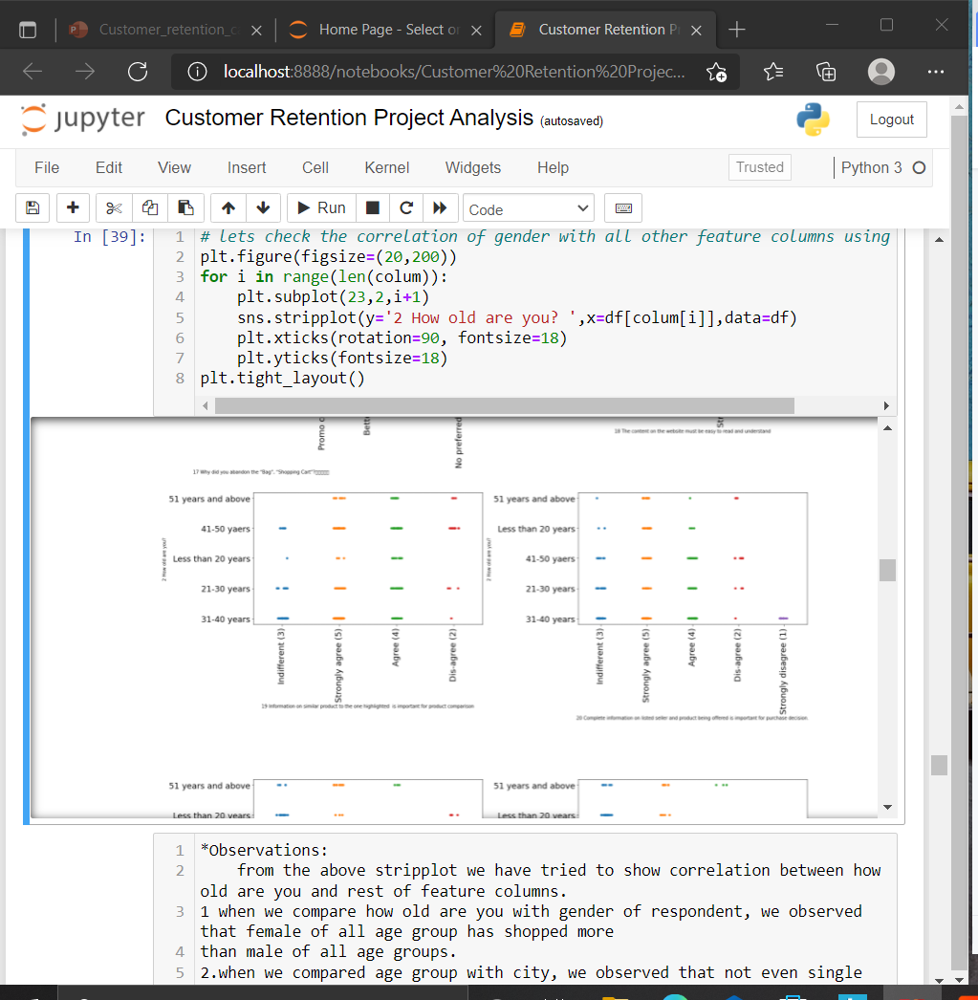 Customer_retention_c
Home Page - Select or
Customer Retention P
localhost:8888/notebooks/Customer%20Retention%20Projec...
jupyter Customer Retention Project Analysis (autosaved)
Logout
File Edit View Insert Cell Kernel Widgets Help
Trusted
Python 3
Run
Code
In [39]:
1 # lets check the correlation of gender with all other feature columns using
2 plt.figure(figsize=(20,200))
3 for i in range(len(colum)):
4 plt.subplot(23,2,i+1)
5 sns.stripplot(y='2 How old are you? ',x=df[colum[i]],data=df)
6 plt.xticks(rotation=90, fontsize=18)
7 plt.yticks(fontsize=18)
8 plt.tight_layout()
Promo c
Bett
No preferred
Str
18 The content on the website must be easy to read and understand
17 Why did you abandon the "Bag", "Shopping Cart"?
51 years and above
41-50 yaers
Less than 20 years
21-30 years
31-40 years
2 How old are you?
Indifferent (3)
Strongly agree (5)
Agree (4)
Dis-agree (2)
19 Information on similar product to the one highlighted is important for product comparison
51 years and above
Less than 20 years
41-50 yaers
21-30 years
31-40 years
2 How old are you?
Indifferent (3)
Strongly agree (5)
Agree (4)
Dis-agree (2)
Strongly disagree (1)
20 Complete information on listed seller and product being offered is important for purchase decision.
51 years and above
Less than 20 years
51 years and above
Less than 20 years
1 *Observations:
2 from the above stripplot we have tried to show correlation between how
old are you and rest of feature columns.
3 1 when we compare how old are you with gender of respondent, we observed
that female of all age group has shopped more
4 than male of all age groups.
5 2.when we compared age group with city, we observed that not even single